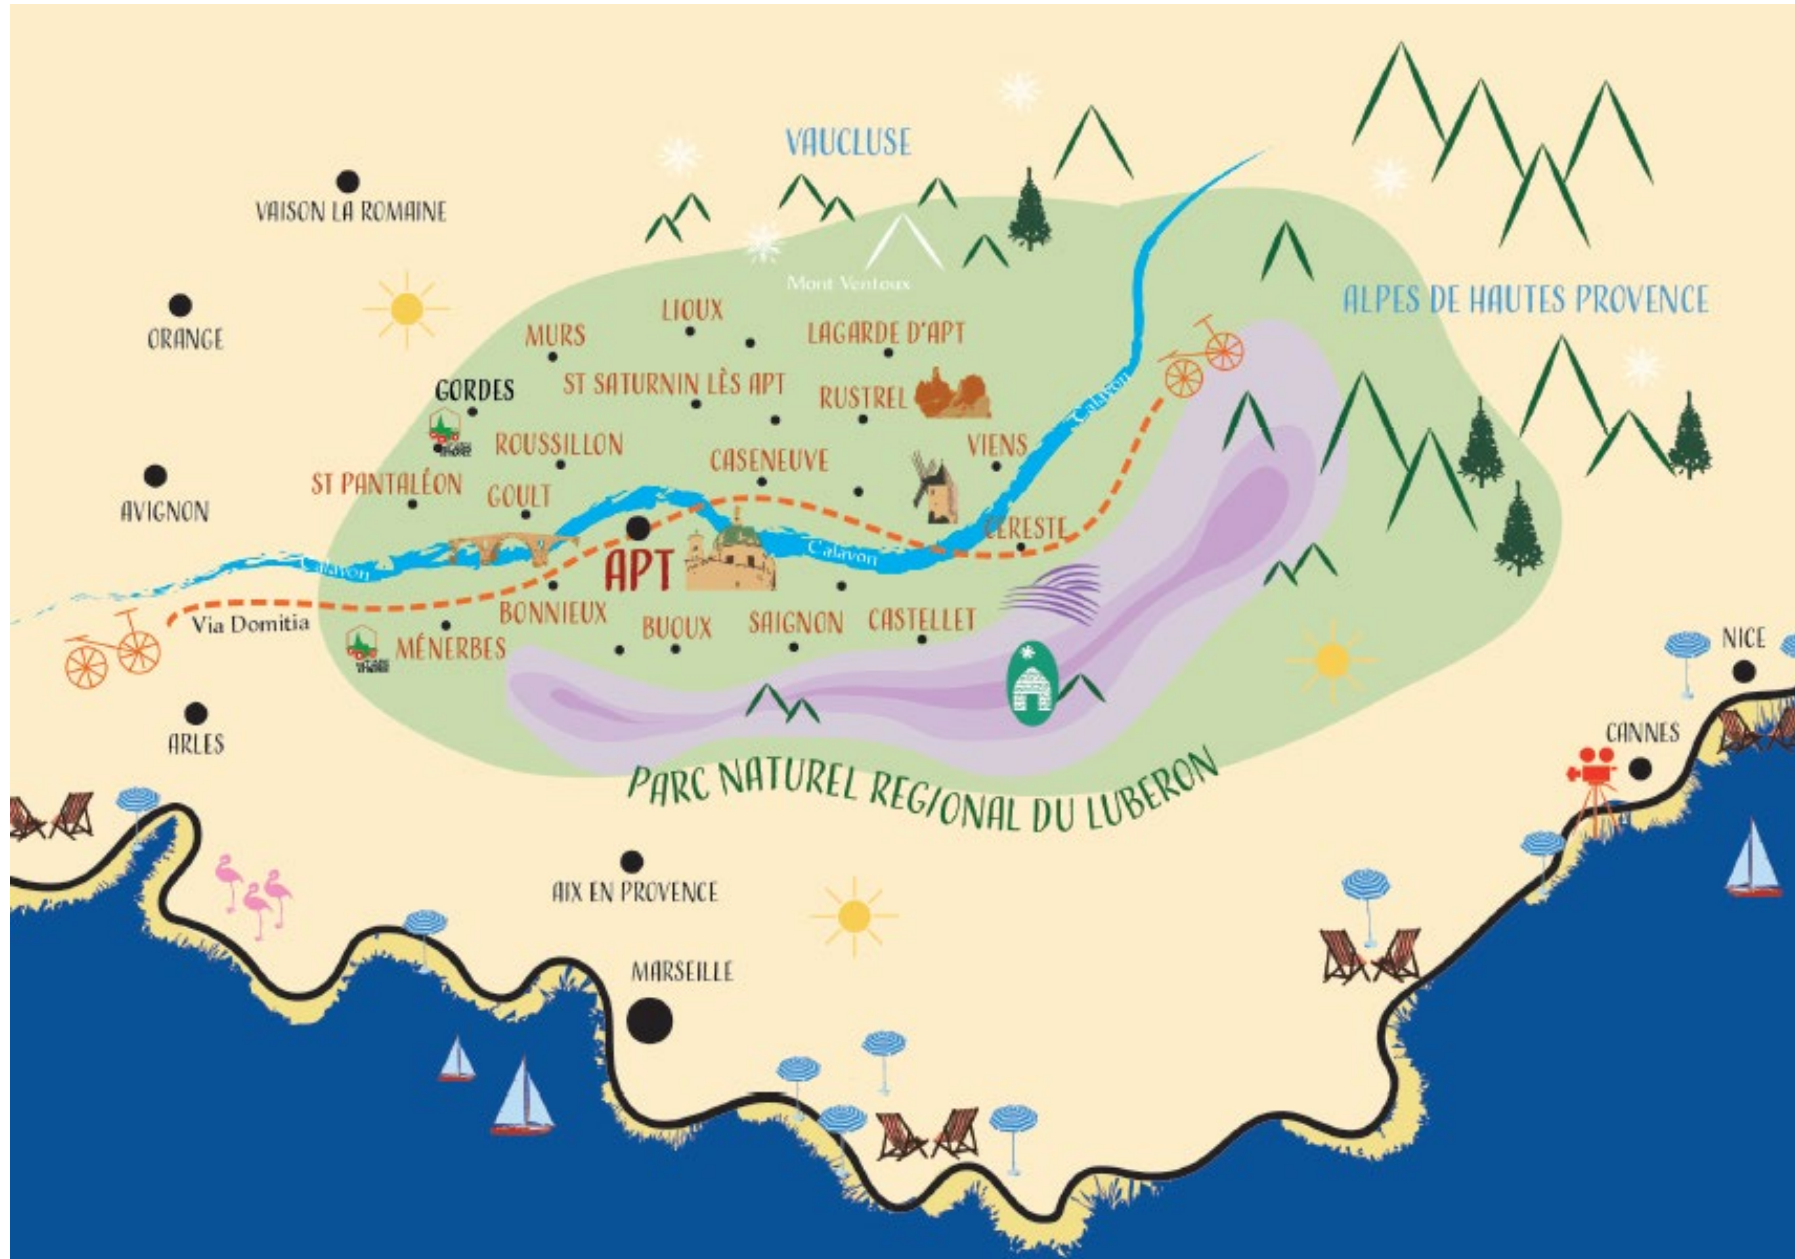 VAUCLUSE
VAISON LA ROMAINE
Mont Ventoux
ALPES DE HAUTES PROVENCE
ORANGE
LIOUX
MURS
LAGARDE D'APT
GORDES
ST SATURNIN LÈS APT
RUSTREL
Calavon
ROUSSILLON
CASENEUVE
VIENS
ST PANTALÉON
GOULT
AVIGNON
CERESTE
Calavon
Calavon
APT
Via Domitia
BONNIEUX
BUOUX
SAIGNON
CASTELLET
MÉNERBES
NICE
ARLES
CANNES
PARC NATUREL REGIONAL DU LUBERON
AIX EN PROVENCE
MARSEILLE